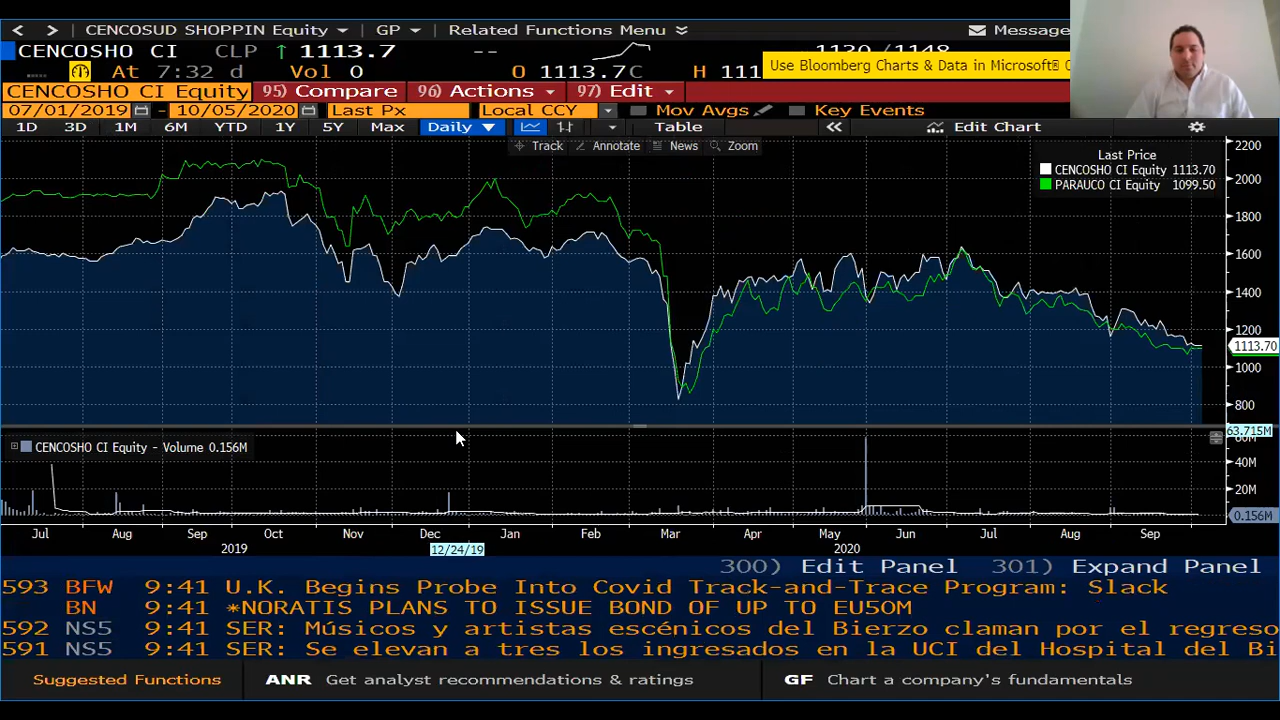 CENCOSUD SHOPPIN Equity GP Related Functions Menu Message
CENCOSHO CI CLP ↑ 1113.7 -- 1130 / 1148
At 7:32 d Vol 0 O 1113.7C H 111
Use Bloomberg Charts & Data in Microsoft®
CENCOSHO CI Equity 95) Compare 96) Actions 97) Edit
07/01/2019 - 10/05/2020 Last Px Local CCY Mov Avgs Key Events
1D 3D 1M 6M YTD 1Y 5Y Max Daily Table Edit Chart
Track Annotate News Zoom
Last Price
CENCOSHO CI Equity 1113.70
PARAUCO CI Equity 1099.50
2200
2000
1800
1600
1400
1200
1113.70
1000
800
63.715M
60M
CENCOSHO CI Equity - Volume 0.156M
40M
20M
0.156M
Jul Aug Sep Oct Nov Dec Jan Feb Mar Apr May Jun Jul Aug Sep
2019 12/24/19 2020
300) Edit Panel 301) Expand Panel
593 BFW 9:41 U.K. Begins Probe Into Covid Track-and-Trace Program: Slack
BN 9:41 *NORATIS PLANS TO ISSUE BOND OF UP TO EU50M
592 NS5 9:41 SER: Músicos y artistas escénicos del Bierzo claman por el regreso
591 NS5 9:41 SER: Se elevan a tres los ingresados en la UCI del Hospital del Bi
Suggested Functions ANR Get analyst recommendations & ratings GF Chart a company's fundamentals